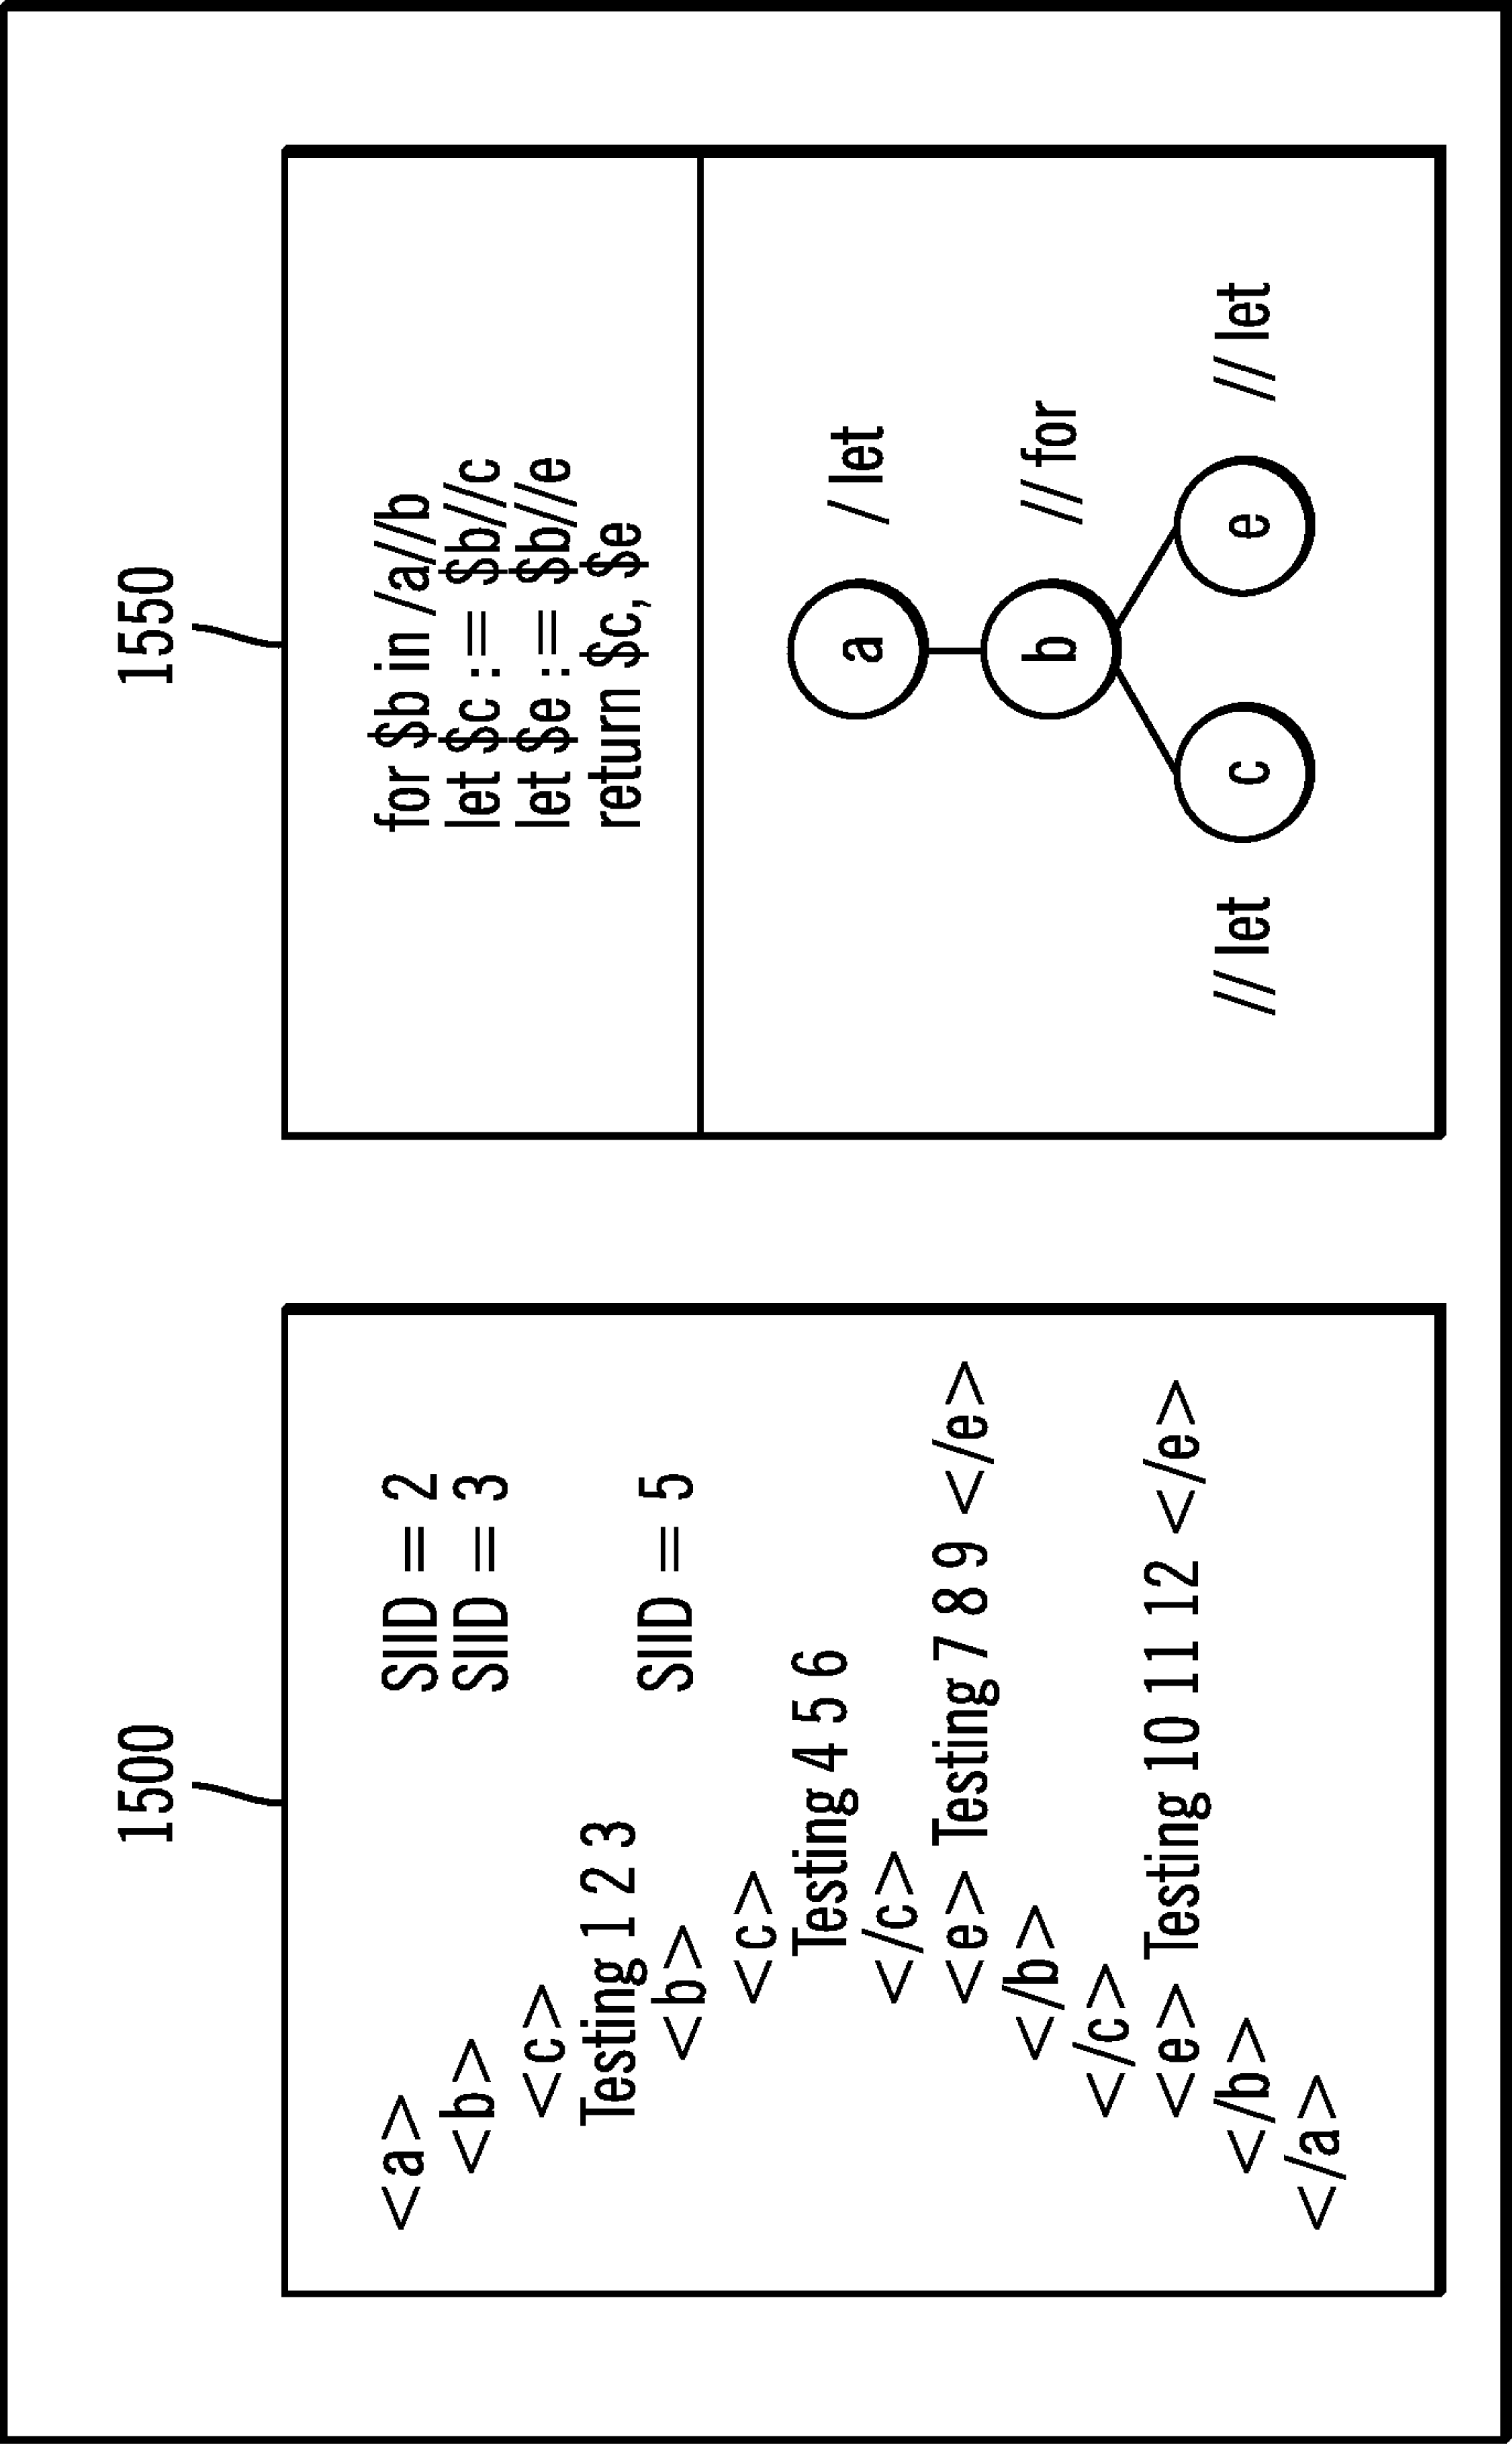 1500
<a> SIID = 2
<b> SIID = 3
<c>
Testing 1 2 3
<b> SIID = 5
<c>
Testing 4 5 6
</c>
<e> Testing 7 8 9 </e>
</b>
</c>
<e> Testing 10 11 12 </e>
</b>
</a>
1550
for $b in /a//b
let $c := $b//c
let $e := $b//e
return $c, $e
a / let
b // for
// let c e // let